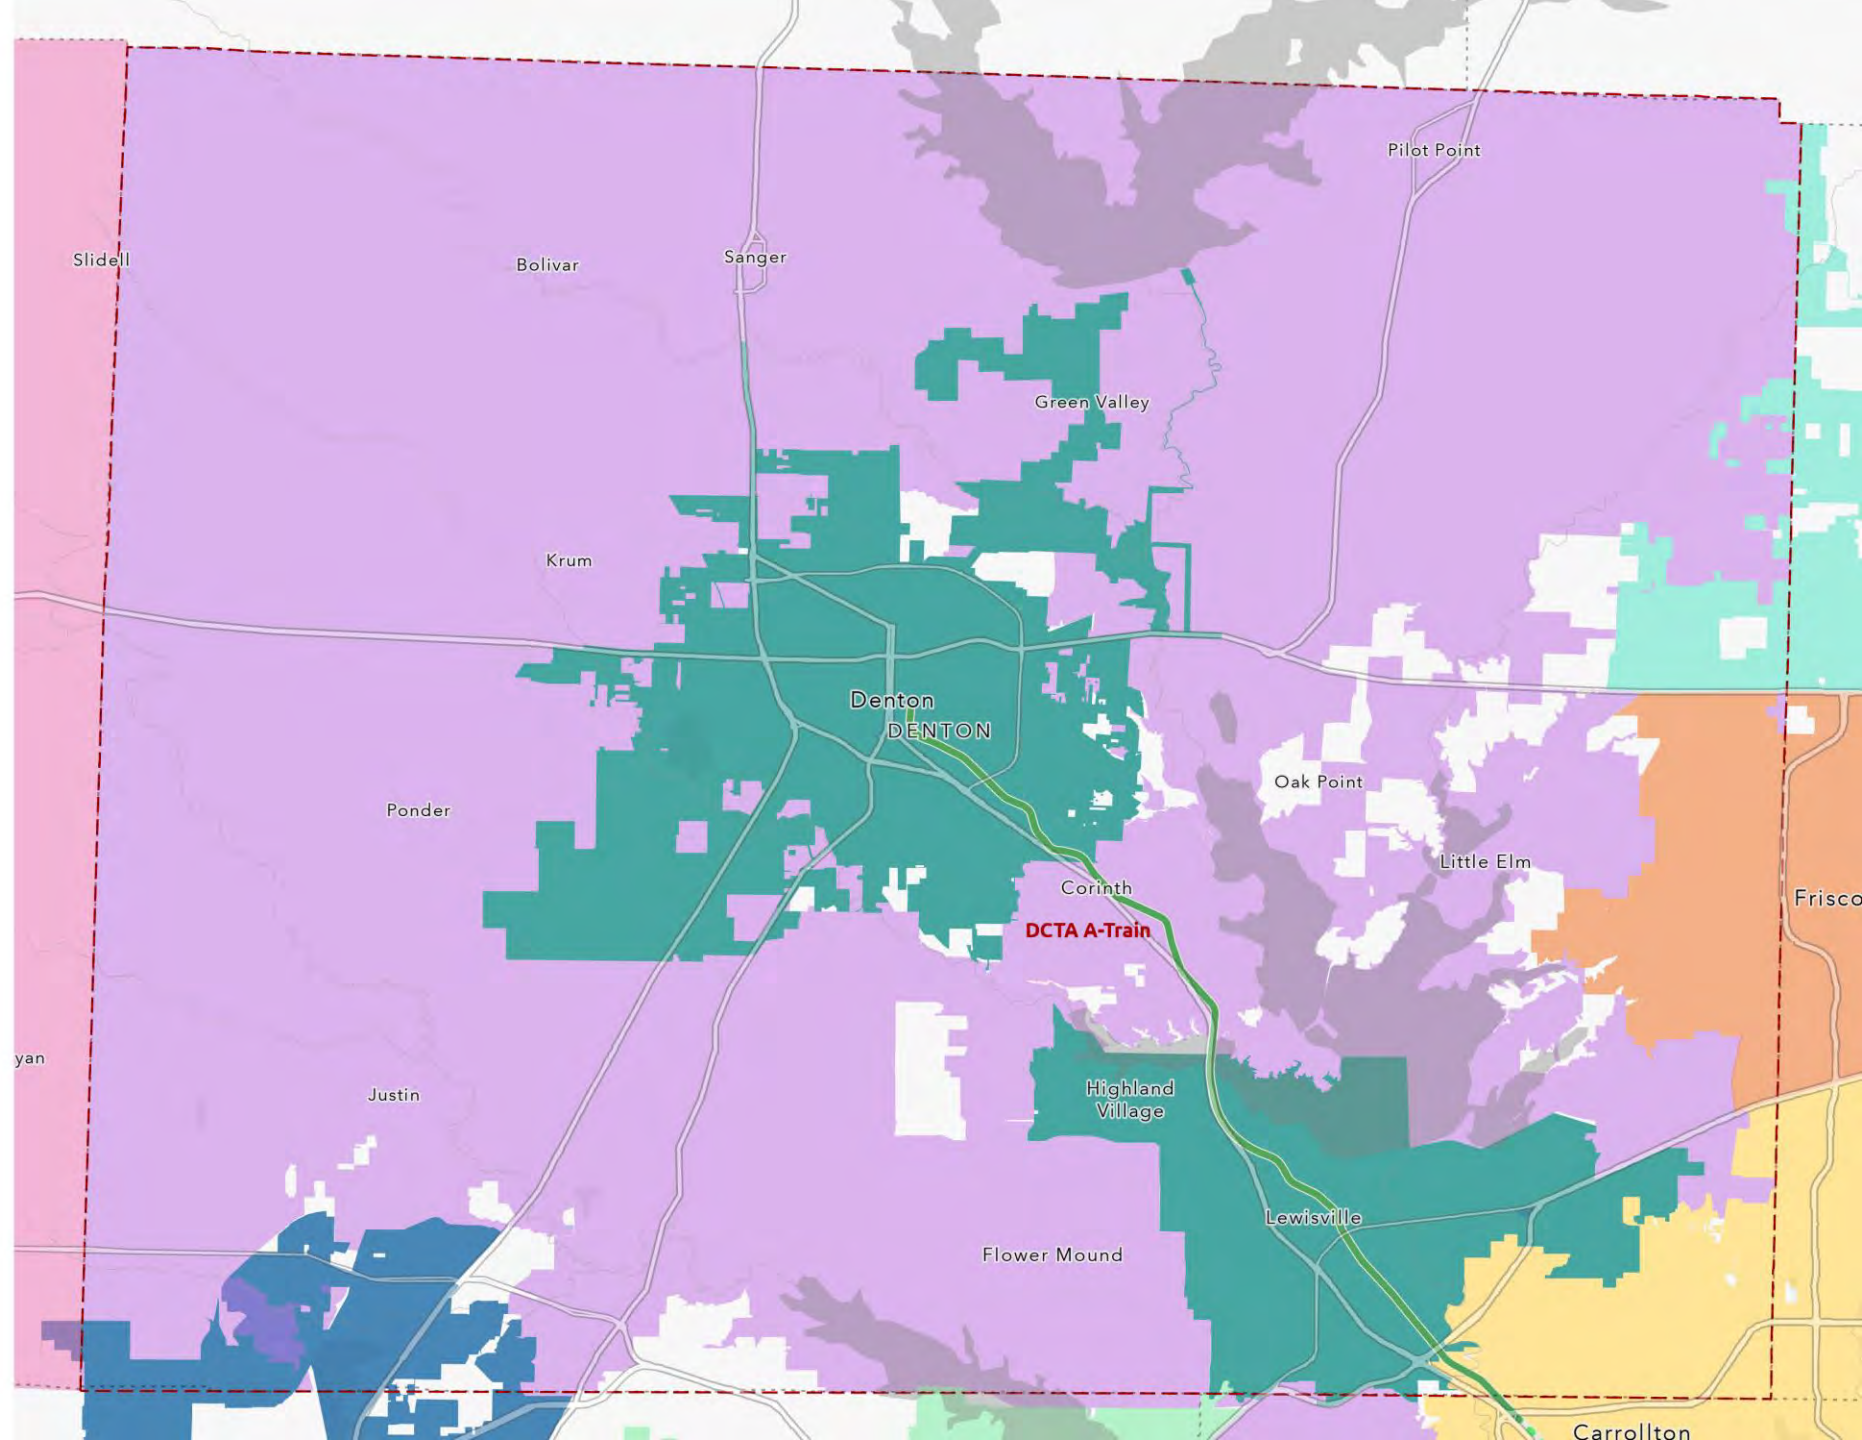 Pilot Point
Slidell
Bolivar
Sanger
Green Valley
Krum
Denton
DENTON
Oak Point
Ponder
Little Elm
Corinth
Frisco
DCTA A-Train
yan
Justin
Highland
Village
Lewisville
Flower Mound
Carrollton